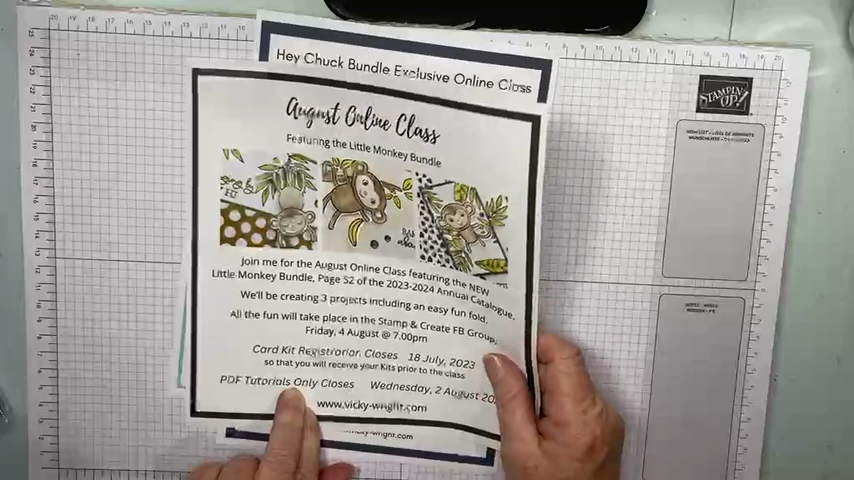 Hey Chuck Bundle Exclusive Online Class
STAMPIN' UP!
August Online Class
Featuring the Little Monkey Bundle
Join me for the August Online Class featuring the NEW
Little Monkey Bundle, Page 52 of the 2023-2024 Annual Catalogue.
We'll be creating 3 projects including an easy fun fold.
All the fun will take place in the Stamp & Create FB Group,
Friday, 4 August @ 7.00pm
Card Kit Registration Closes 18 July, 2023
so that you will receive your Kits prior to the class
PDF Tutorials Only Closes Wednesday, 2 August
www.vicky-wright.com